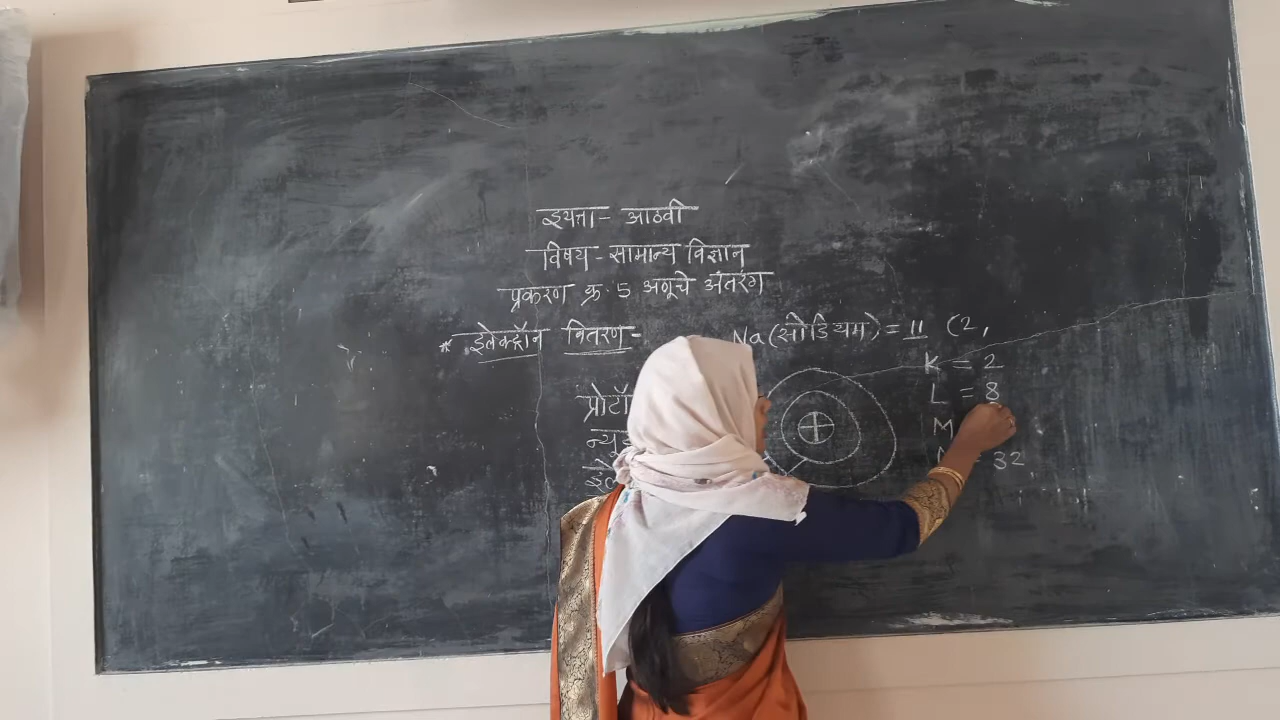 इयत्ता - आठवी
विषय - सामान्य विज्ञान
प्रकरण क्र. 5 अणूचे अंतरंग
* इलेक्ट्रॉन वितरण -
Na (सोडियम) = 11 (2,
K = 2
L = 8
M
32
+